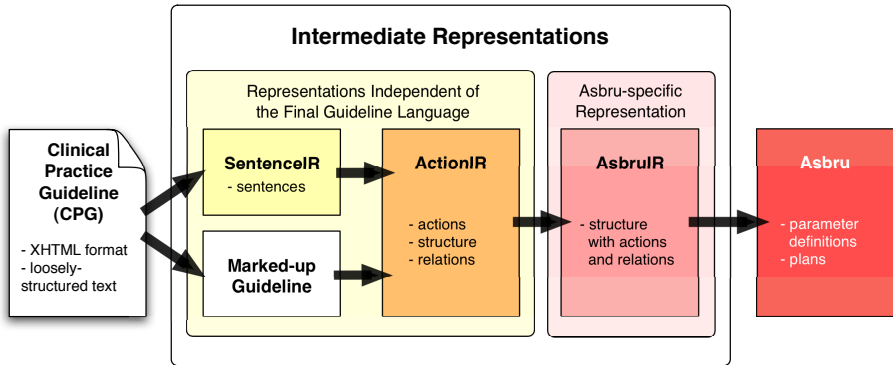 Intermediate Representations
Representations Independent of
the Final Guideline Language
Asbru-specific
Representation
Clinical
Practice
Guideline
(CPG)
- XHTML format
- loosely-
structured text
SentenceIR
- sentences
Marked-up
Guideline
ActionIR
- actions
- structure
- relations
AsbruIR
- structure
with actions
and relations
Asbru
- parameter
definitions
- plans